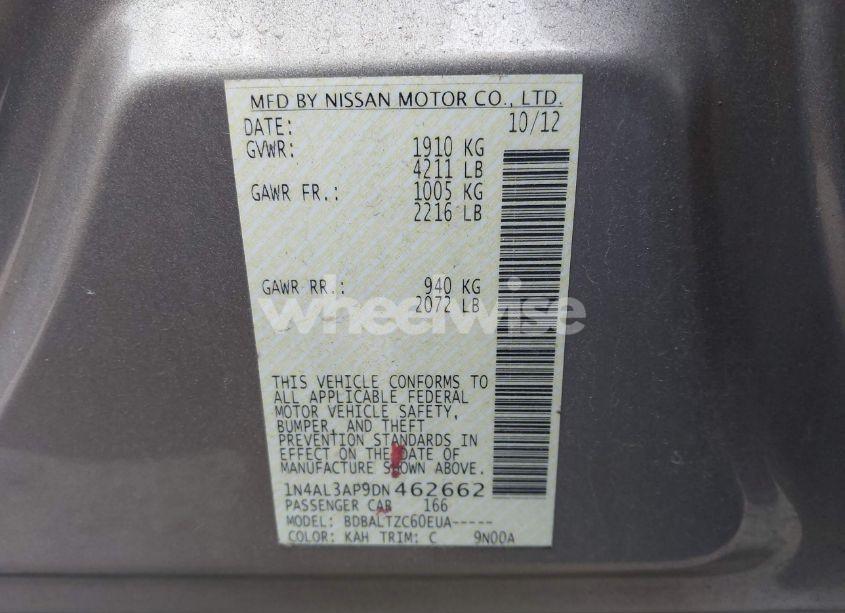 MFD BY NISSAN MOTOR CO., LTD.
DATE: 10/12
GVWR: 1910 KG
4211 LB
GAWR FR.: 1005 KG
2216 LB
GAWR RR.: 940 KG
2072 LB
wheelwise
THIS VEHICLE CONFORMS TO
ALL APPLICABLE FEDERAL
MOTOR VEHICLE SAFETY,
BUMPER, AND THEFT
PREVENTION STANDARDS IN
EFFECT ON THE DATE OF
MANUFACTURE SHOWN ABOVE.
1N4AL3AP9DN462662
PASSENGER CAR 166
MODEL: BDBALTZC60EUA-----
COLOR: KAH TRIM: C 9N00A